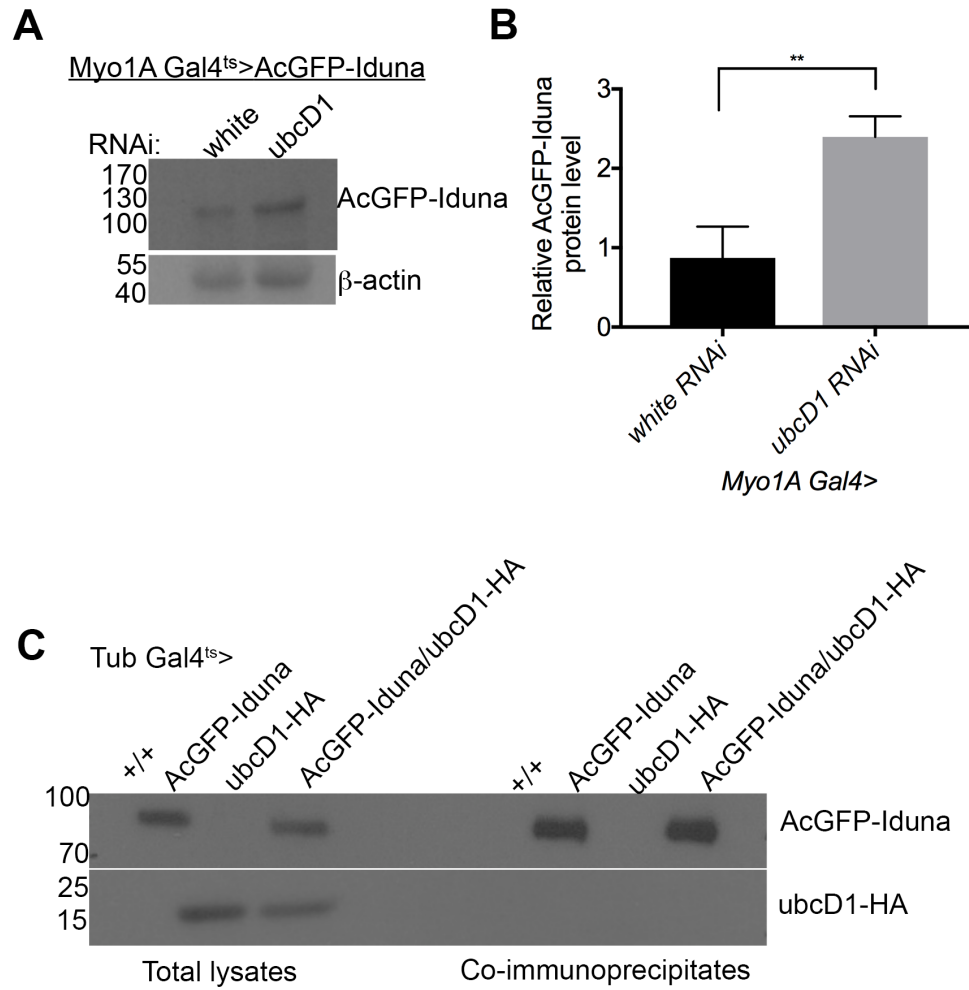 A
Myo1A Gal4ts>AcGFP-Iduna
RNAi:
white
ubcD1
170
130
100
AcGFP-Iduna
55
40
β-actin
B
**
Relative AcGFP-Iduna
protein level
3
2
1
0
white RNAi
ubcD1 RNAi
Myo1A Gal4>
C
Tub Gal4ts>
+/+
AcGFP-Iduna
ubcD1-HA
AcGFP-Iduna/ubcD1-HA
+/+
AcGFP-Iduna
ubcD1-HA
AcGFP-Iduna/ubcD1-HA
100
70
AcGFP-Iduna
25
15
ubcD1-HA
Total lysates
Co-immunoprecipitates